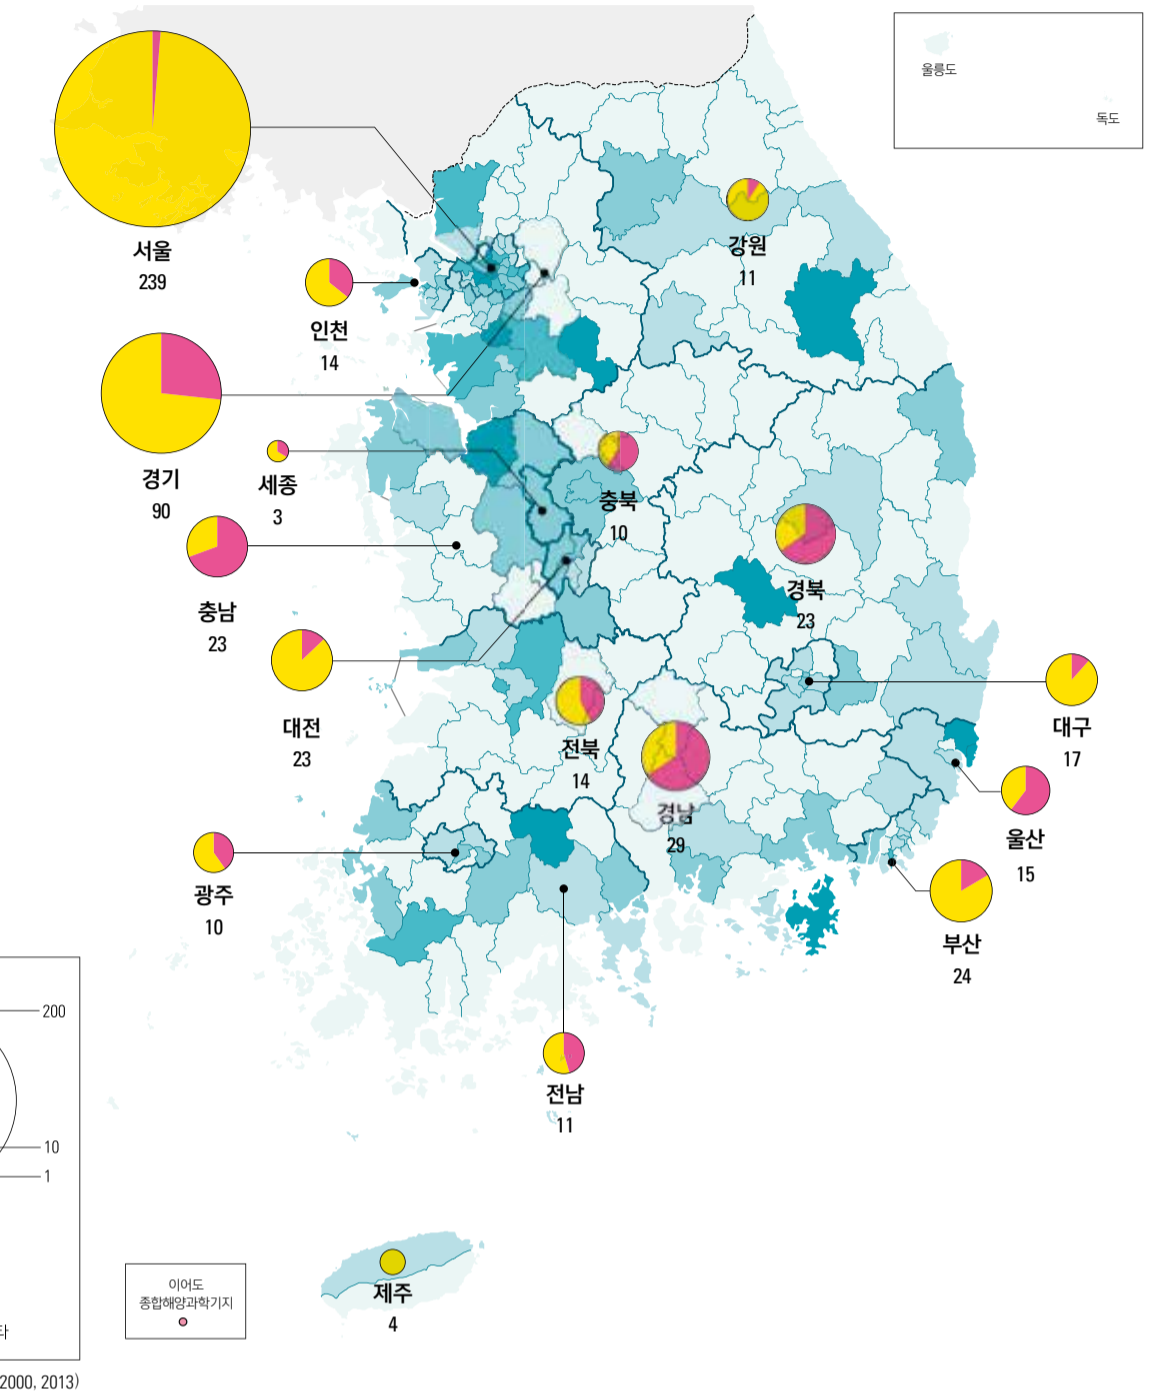 울릉도
독도
서울
239
강원
11
인천
14
경기
90
세종
3
충북
10
경북
23
충남
23
대전
23
대구
17
전북
14
경남
29
울산
15
광주
10
부산
24
전남
11
200
10
1
이어도
종합해양과학기지
제주
4
타
2000, 2013)